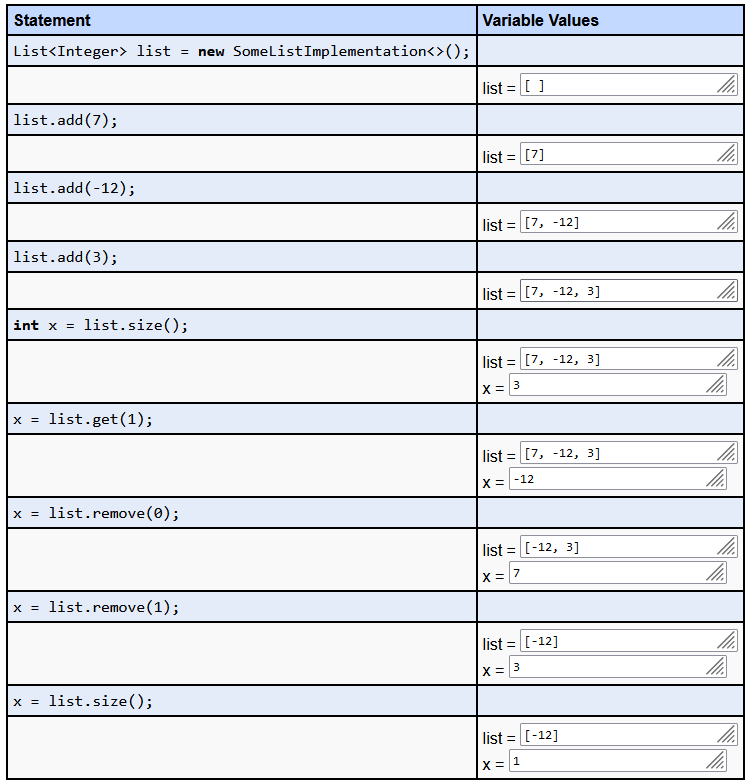 Statement Variable Values
List<Integer> list = new SomeListImplementation<>();
list = [ ]
list.add(7);
list = [7]
list.add(-12);
list = [7, -12]
list.add(3);
list = [7, -12, 3]
int x = list.size();
list = [7, -12, 3]
x = 3
x = list.get(1);
list = [7, -12, 3]
x = -12
x = list.remove(0);
list = [-12, 3]
x = 7
x = list.remove(1);
list = [-12]
x = 3
x = list.size();
list = [-12]
x = 1